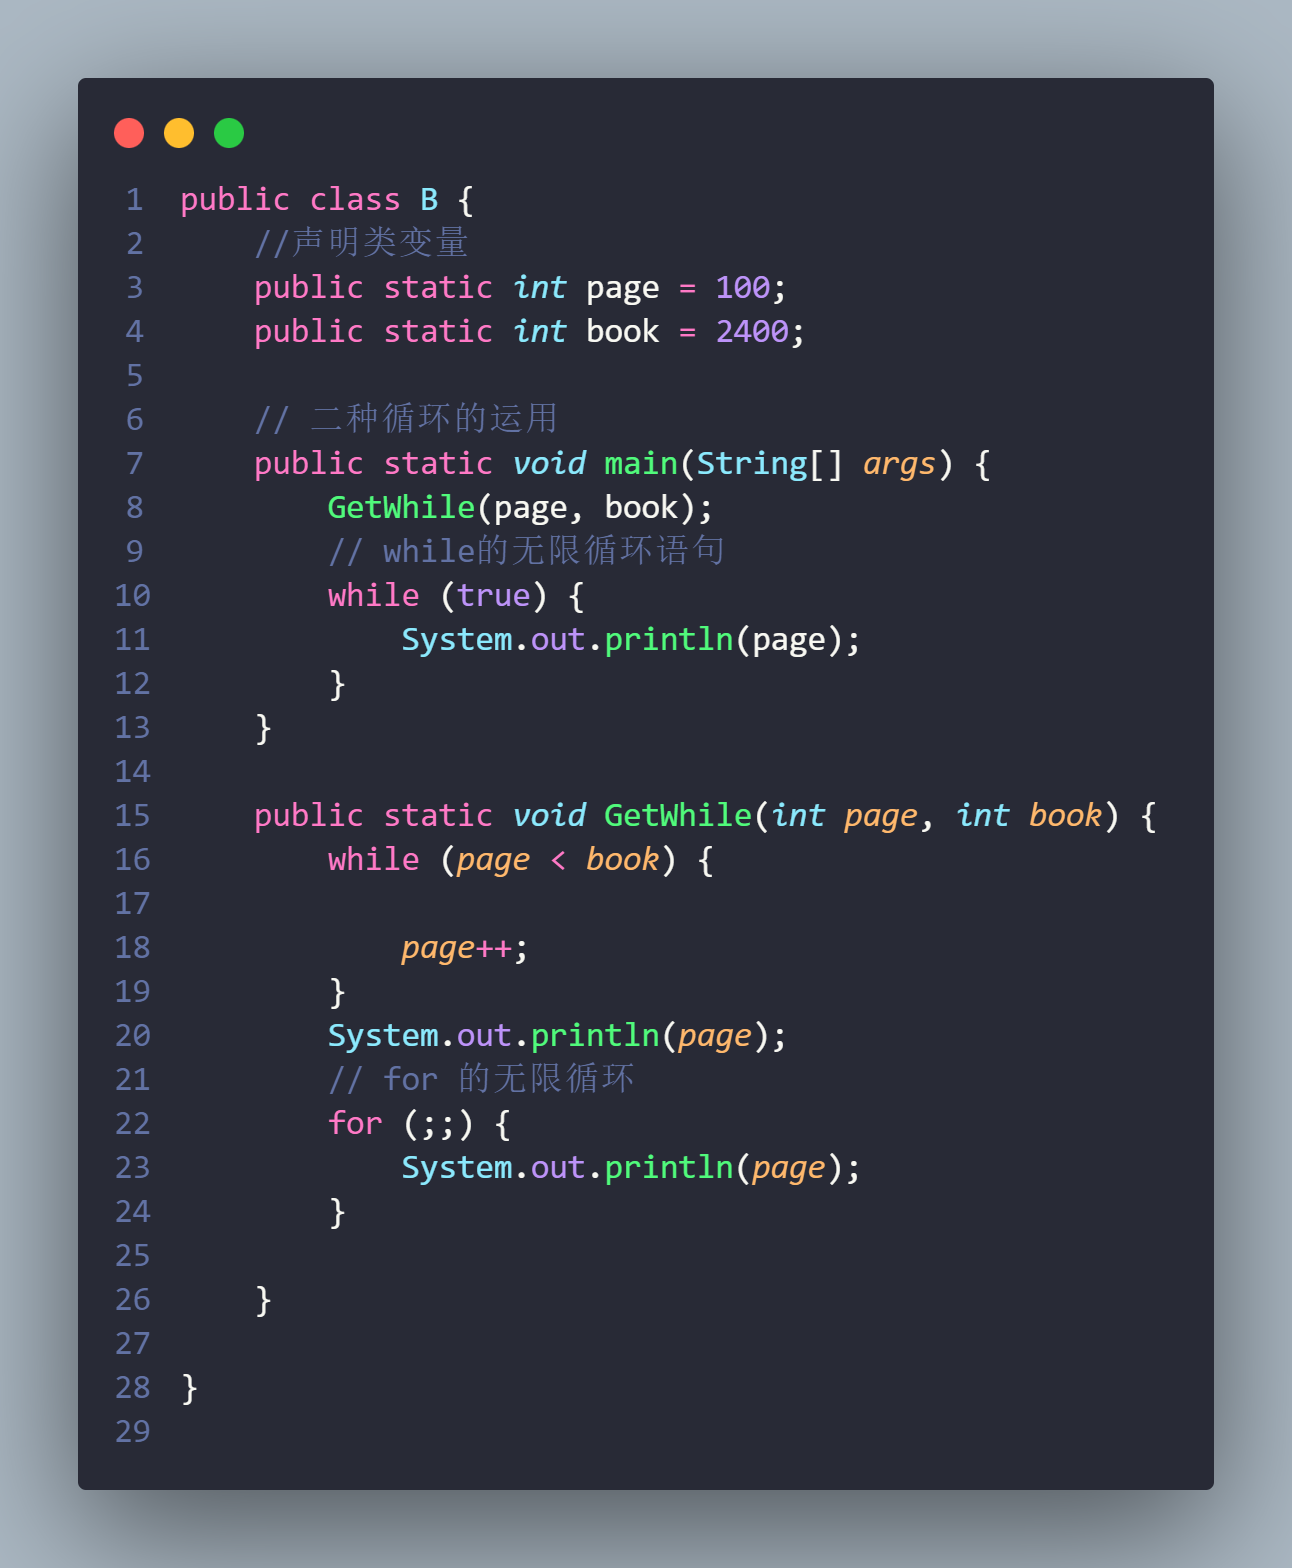 1 public class B {
2     //声明类变量
3     public static int page = 100;
4     public static int book = 2400;
5
6     // 二种循环的运用
7     public static void main(String[] args) {
8         GetWhile(page, book);
9         // while的无限循环语句
10         while (true) {
11             System.out.println(page);
12         }
13     }
14
15     public static void GetWhile(int page, int book) {
16         while (page < book) {
17
18             page++;
19         }
20         System.out.println(page);
21         // for 的无限循环
22         for (;;) {
23             System.out.println(page);
24         }
25
26     }
27
28 }
29